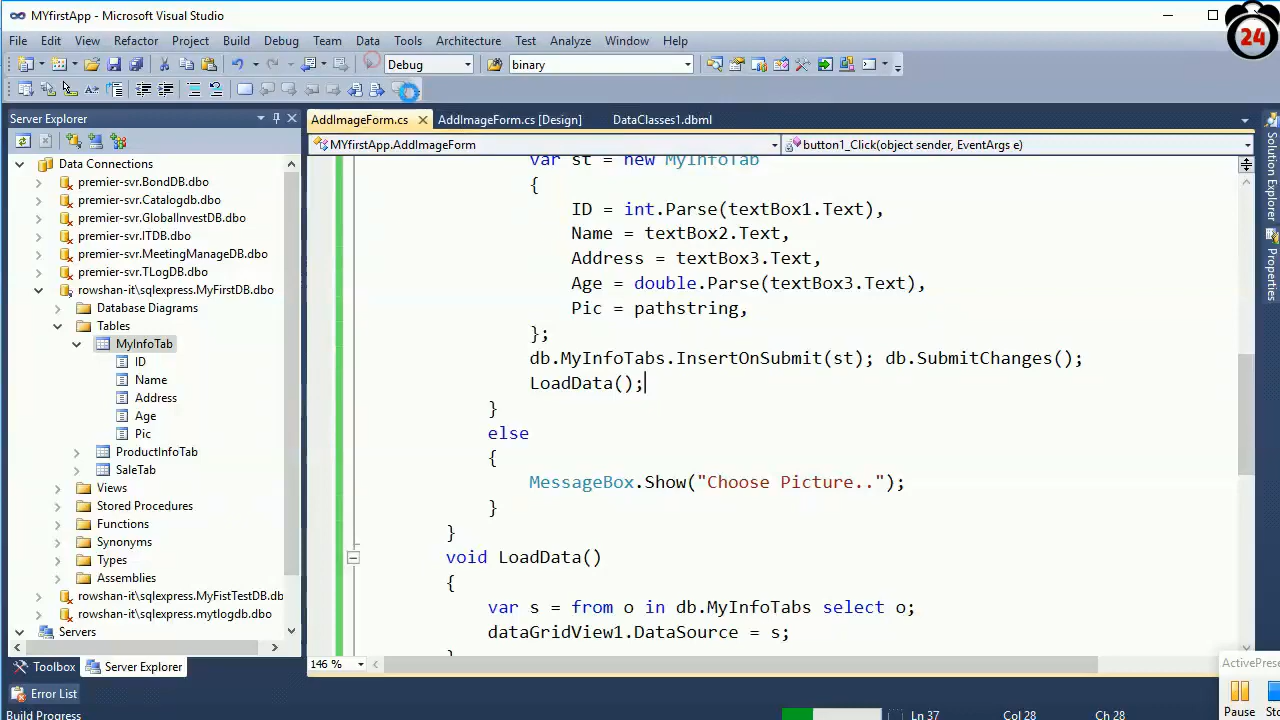 MYfirstApp - Microsoft Visual Studio
24
File Edit View Refactor Project Build Debug Team Data Tools Architecture Test Analyze Window Help
Debug binary
Server Explorer
AddImageForm.cs AddImageForm.cs [Design] DataClasses1.dbml
MYfirstApp.AddImageForm button1_Click(object sender, EventArgs e)
Data Connections
premier-svr.BondDB.dbo
premier-svr.Catalogdb.dbo
premier-svr.GlobalInvestDB.dbo
premier-svr.ITDB.dbo
premier-svr.MeetingManageDB.dbo
premier-svr.TLogDB.dbo
rowshan-it\sqlexpress.MyFirstDB.dbo
Database Diagrams
Tables
MyInfoTab
ID
Name
Address
Age
Pic
ProductInfoTab
SaleTab
Views
Stored Procedures
Functions
Synonyms
Types
Assemblies
rowshan-it\sqlexpress.MyFistTestDB.db
rowshan-it\sqlexpress.mytlogdb.dbo
Servers
Toolbox Server Explorer
var st = new MyInfoTab
{
ID = int.Parse(textBox1.Text),
Name = textBox2.Text,
Address = textBox3.Text,
Age = double.Parse(textBox3.Text),
Pic = pathstring,
};
db.MyInfoTabs.InsertOnSubmit(st); db.SubmitChanges();
LoadData();
}
else
{
MessageBox.Show("Choose Picture..");
}
}
void LoadData()
{
var s = from o in db.MyInfoTabs select o;
dataGridView1.DataSource = s;
146 %
Solution Explorer
Properties
ActivePrese
Pause Sto
Error List
Build Progress Ln 37 Col 28 Ch 28